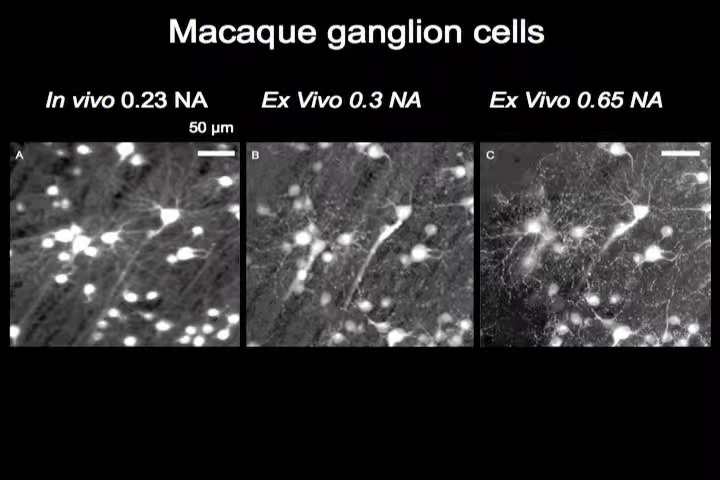 Macaque ganglion cells
In vivo 0.23 NA
Ex Vivo 0.3 NA
Ex Vivo 0.65 NA
50 µm
A
B
C